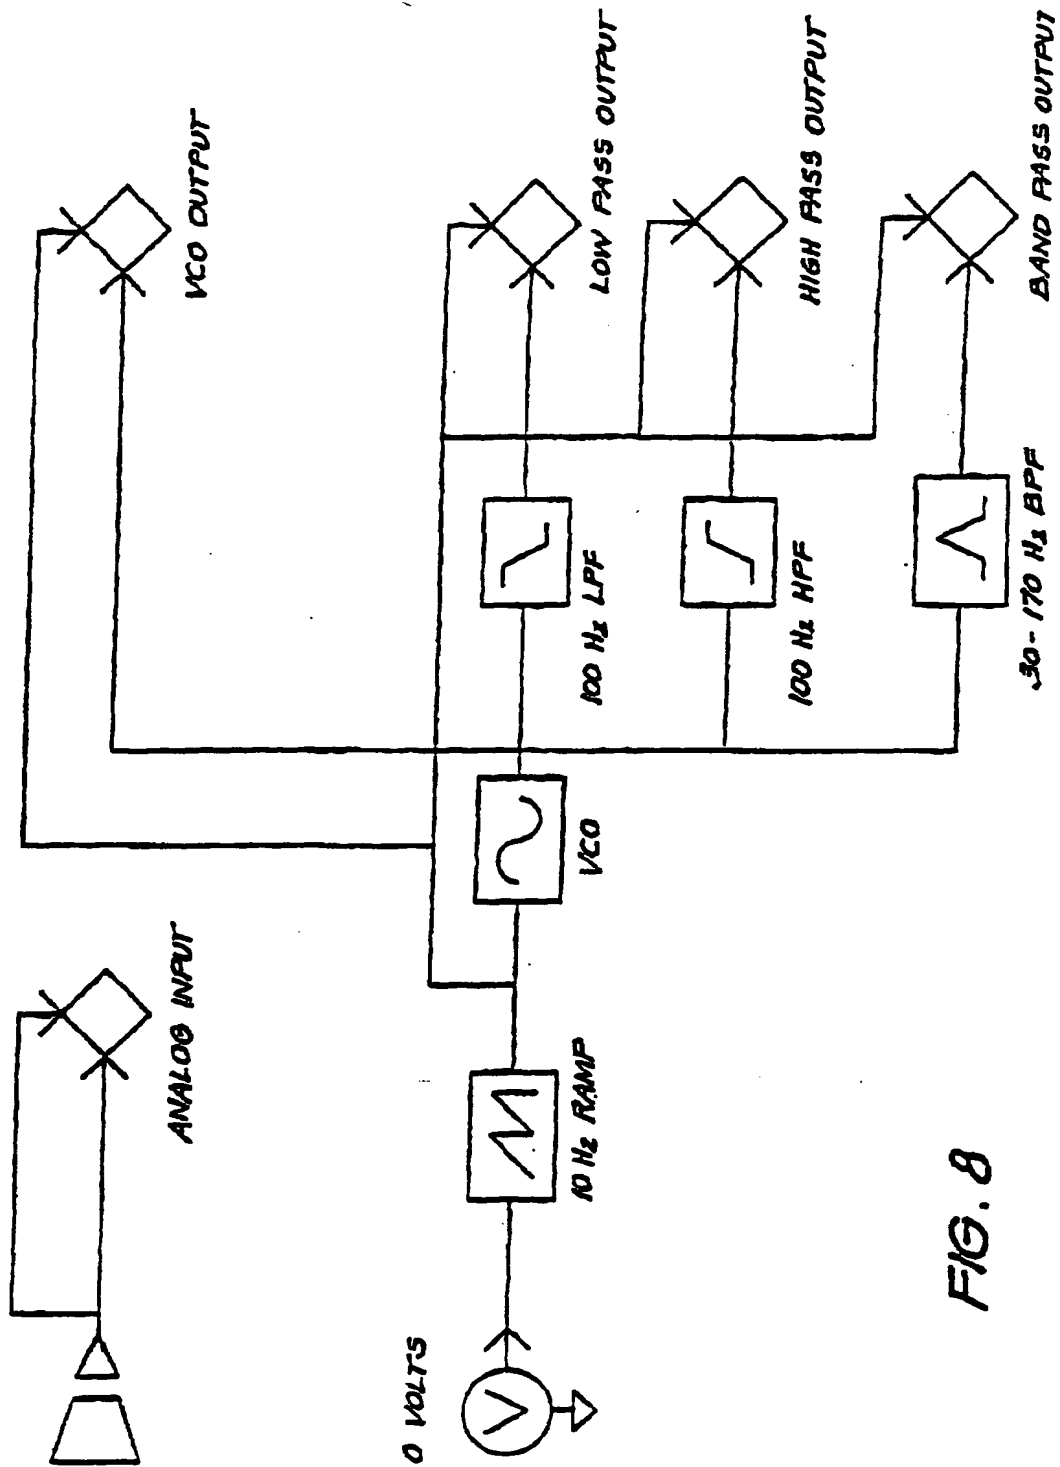 ANALOG INPUT
VCO OUTPUT
0 VOLTS
10 Hz RAMP
VCO
100 Hz LPF
LOW PASS OUTPUT
100 Hz HPF
HIGH PASS OUTPUT
30-170 Hz BPF
BAND PASS OUTPUT
FIG. 8